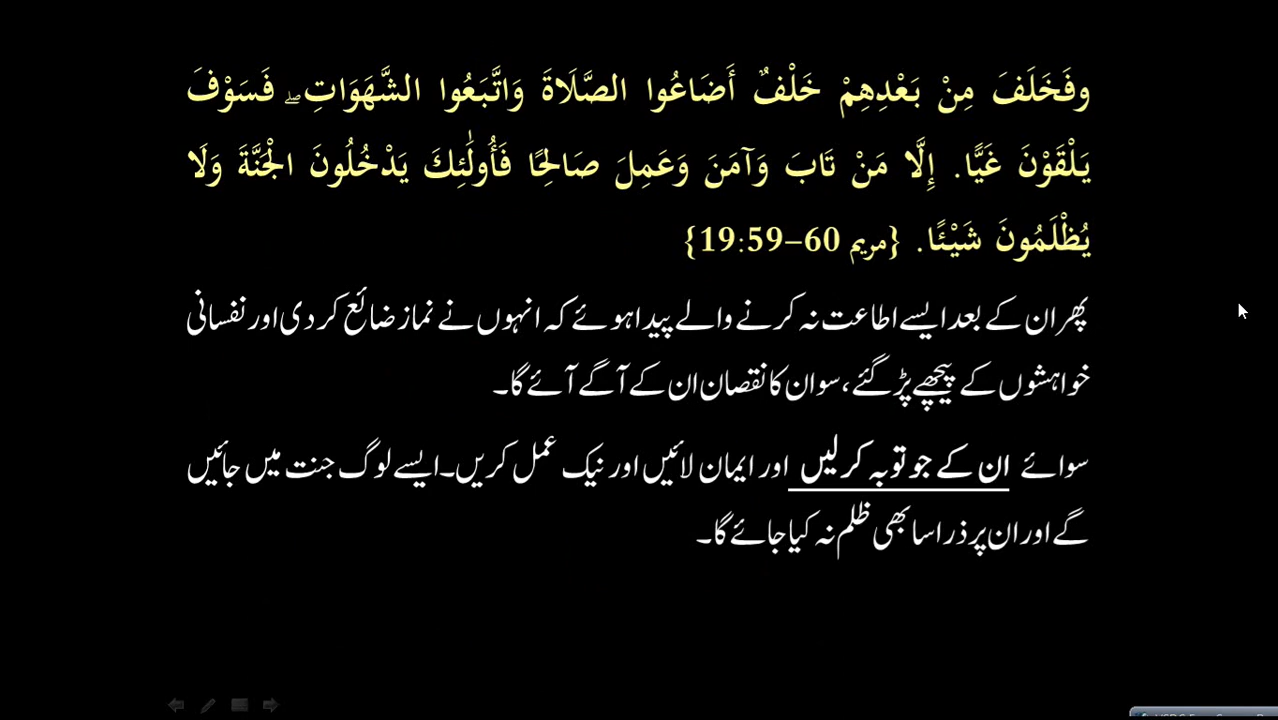 وفَخَلَفَ مِنْ بَعْدِهِمْ خَلْفٌ أَضَاعُوا الصَّلَاةَ وَاتَّبَعُوا الشَّهَوَاتِ ۖ فَسَوْفَ
يَلْقَوْنَ غَيًّا. إِلَّا مَنْ تَابَ وَآمَنَ وَعَمِلَ صَالِحًا فَأُولَٰئِكَ يَدْخُلُونَ الْجَنَّةَ وَلَا
يُظْلَمُونَ شَيْئًا. {مریم 60–19:59}
پھر ان کے بعد ایسے اطاعت نہ کرنے والے پیدا ہوئے کہ انہوں نے نماز ضائع کر دی اور نفسانی
خواہشوں کے پیچھے پڑ گئے، سو ان کا نقصان ان کے آگے آئے گا۔
سوائے ان کے جو توبہ کر لیں اور ایمان لائیں اور نیک عمل کریں۔ ایسے لوگ جنت میں جائیں
گے اور ان پر ذرا سا بھی ظلم نہ کیا جائے گا۔